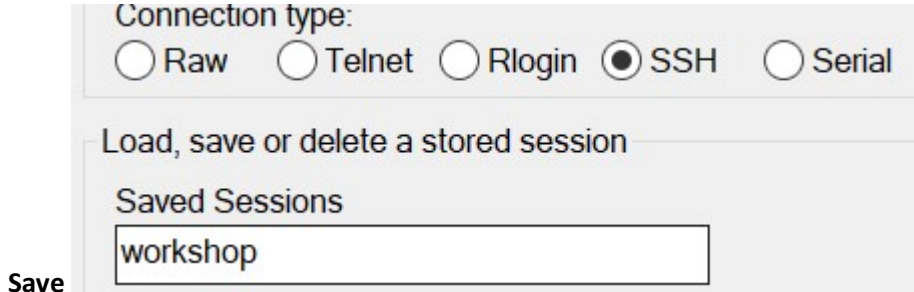 Connection type:
Raw Telnet Rlogin SSH Serial
Load, save or delete a stored session
Saved Sessions
workshop
Save